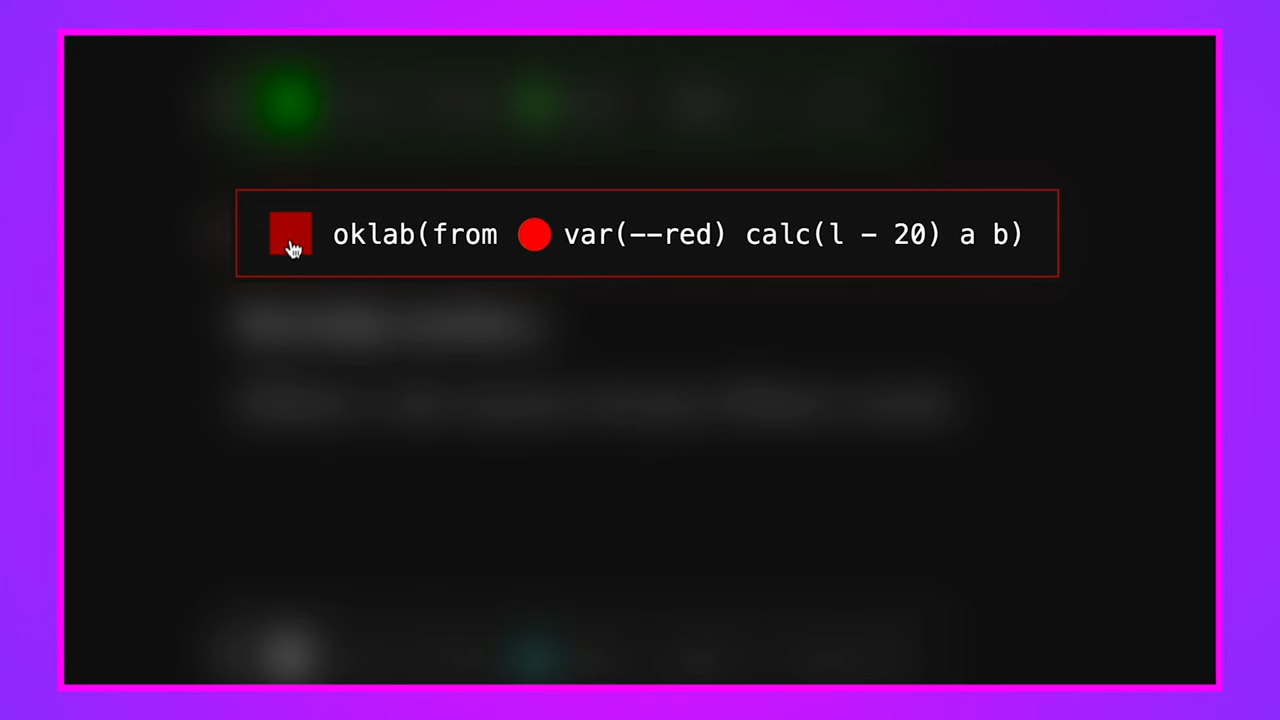 oklab(from var(--red) calc(l - 20) a b)